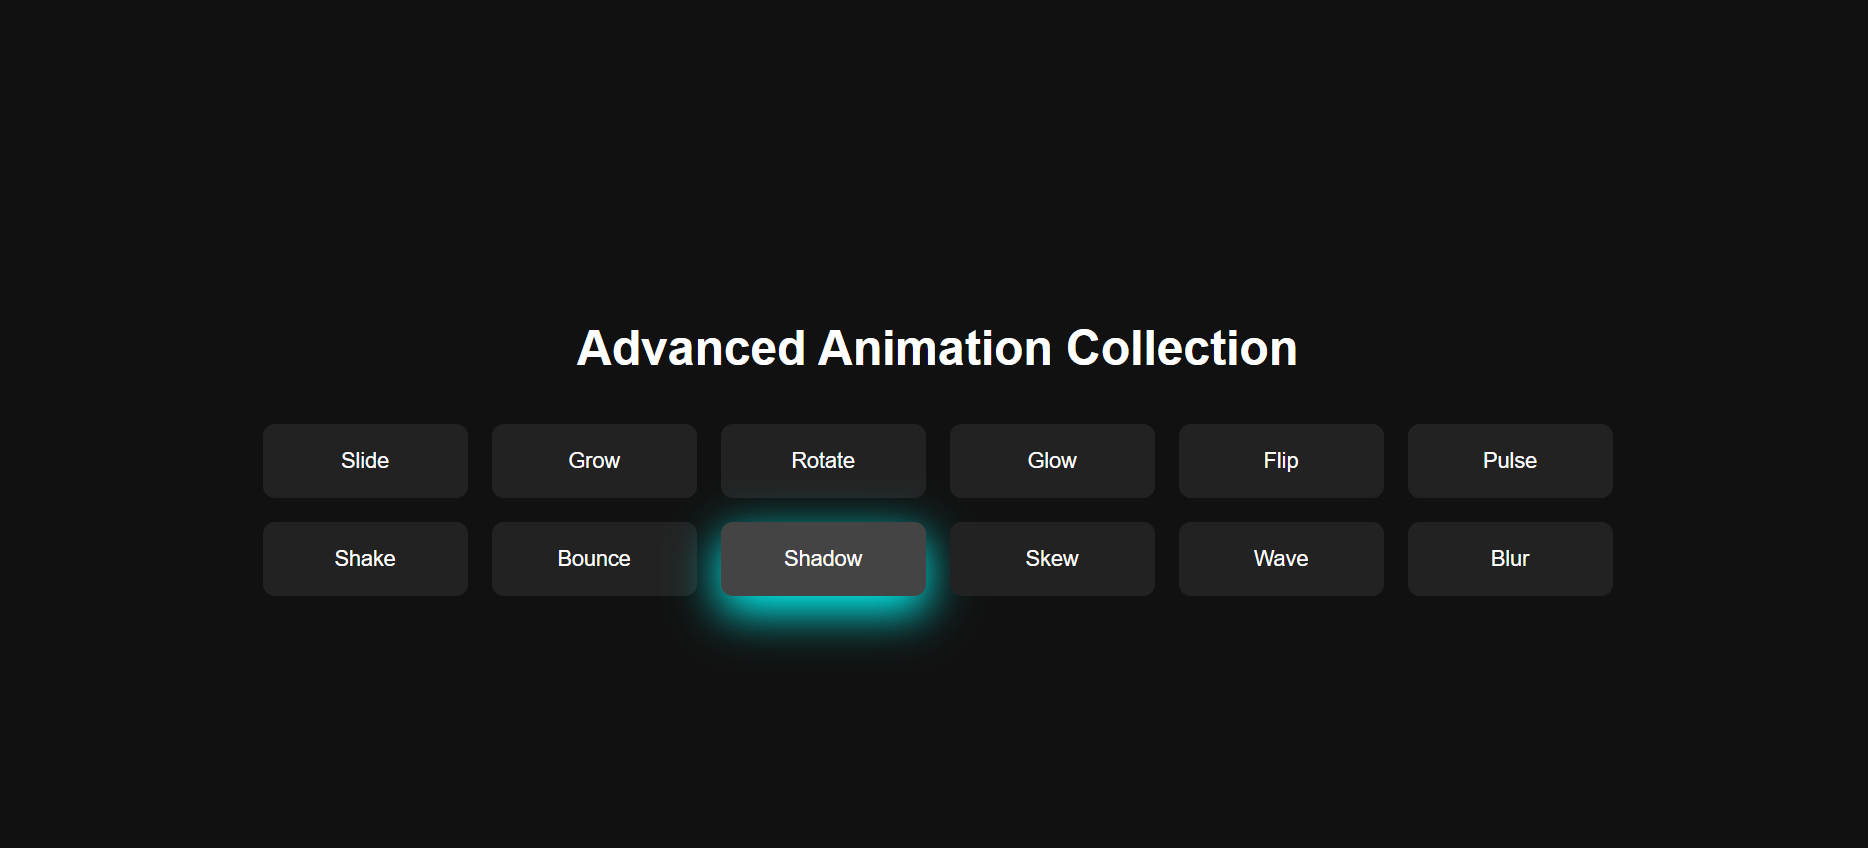 Advanced Animation Collection
Slide Grow Rotate Glow Flip Pulse
Shake Bounce Shadow Skew Wave Blur